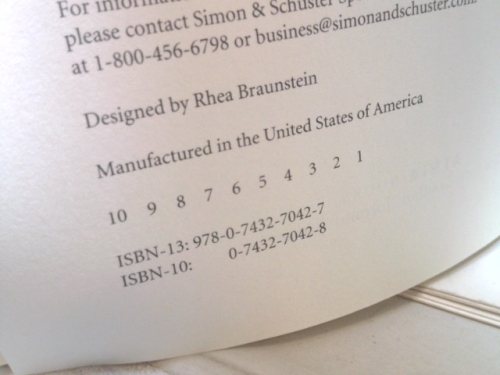 For information
please contact Simon & Schuster
at 1-800-456-6798 or business@simonandschuster.com.
Designed by Rhea Braunstein
Manufactured in the United States of America
10 9 8 7 6 5 4 3 2 1
ISBN-13: 978-0-7432-7042-7
ISBN-10: 0-7432-7042-8